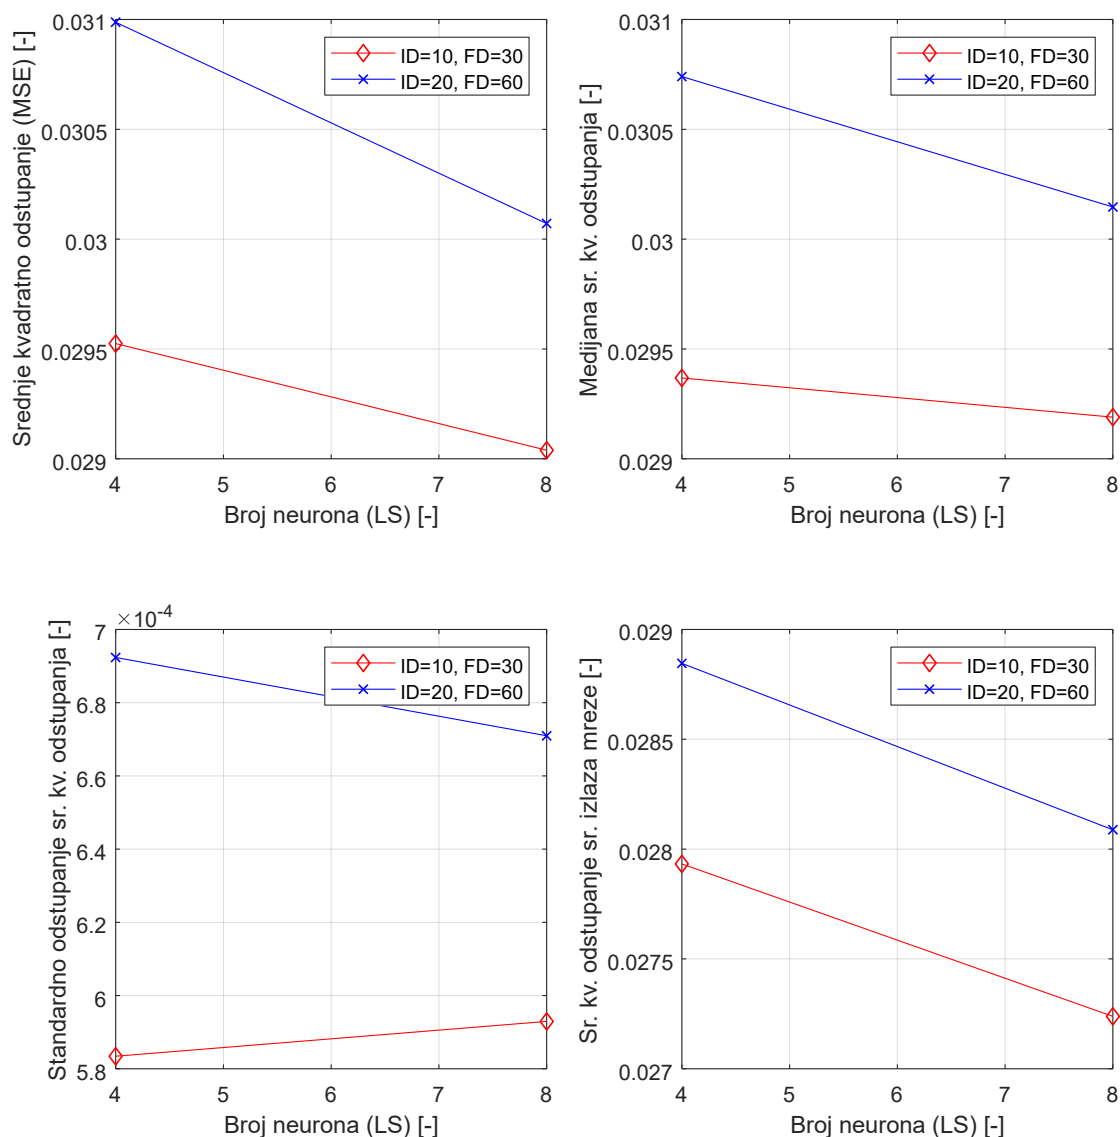 Srednje kvadratno odstupanje (MSE) [-]
0.031
0.0305
0.03
0.0295
0.029
4 5 6 7 8
Broj neurona (LS) [-]
ID=10, FD=30
ID=20, FD=60
Medijana sr. kv. odstupanja [-]
0.031
0.0305
0.03
0.0295
0.029
4 5 6 7 8
Broj neurona (LS) [-]
ID=10, FD=30
ID=20, FD=60
Standardno odstupanje sr. kv. odstupanja [-]
×10⁻⁴
7
6.8
6.6
6.4
6.2
6
5.8
4 5 6 7 8
Broj neurona (LS) [-]
ID=10, FD=30
ID=20, FD=60
Sr. kv. odstupanje sr. izlaza mreze [-]
0.029
0.0285
0.028
0.0275
0.027
4 5 6 7 8
Broj neurona (LS) [-]
ID=10, FD=30
ID=20, FD=60